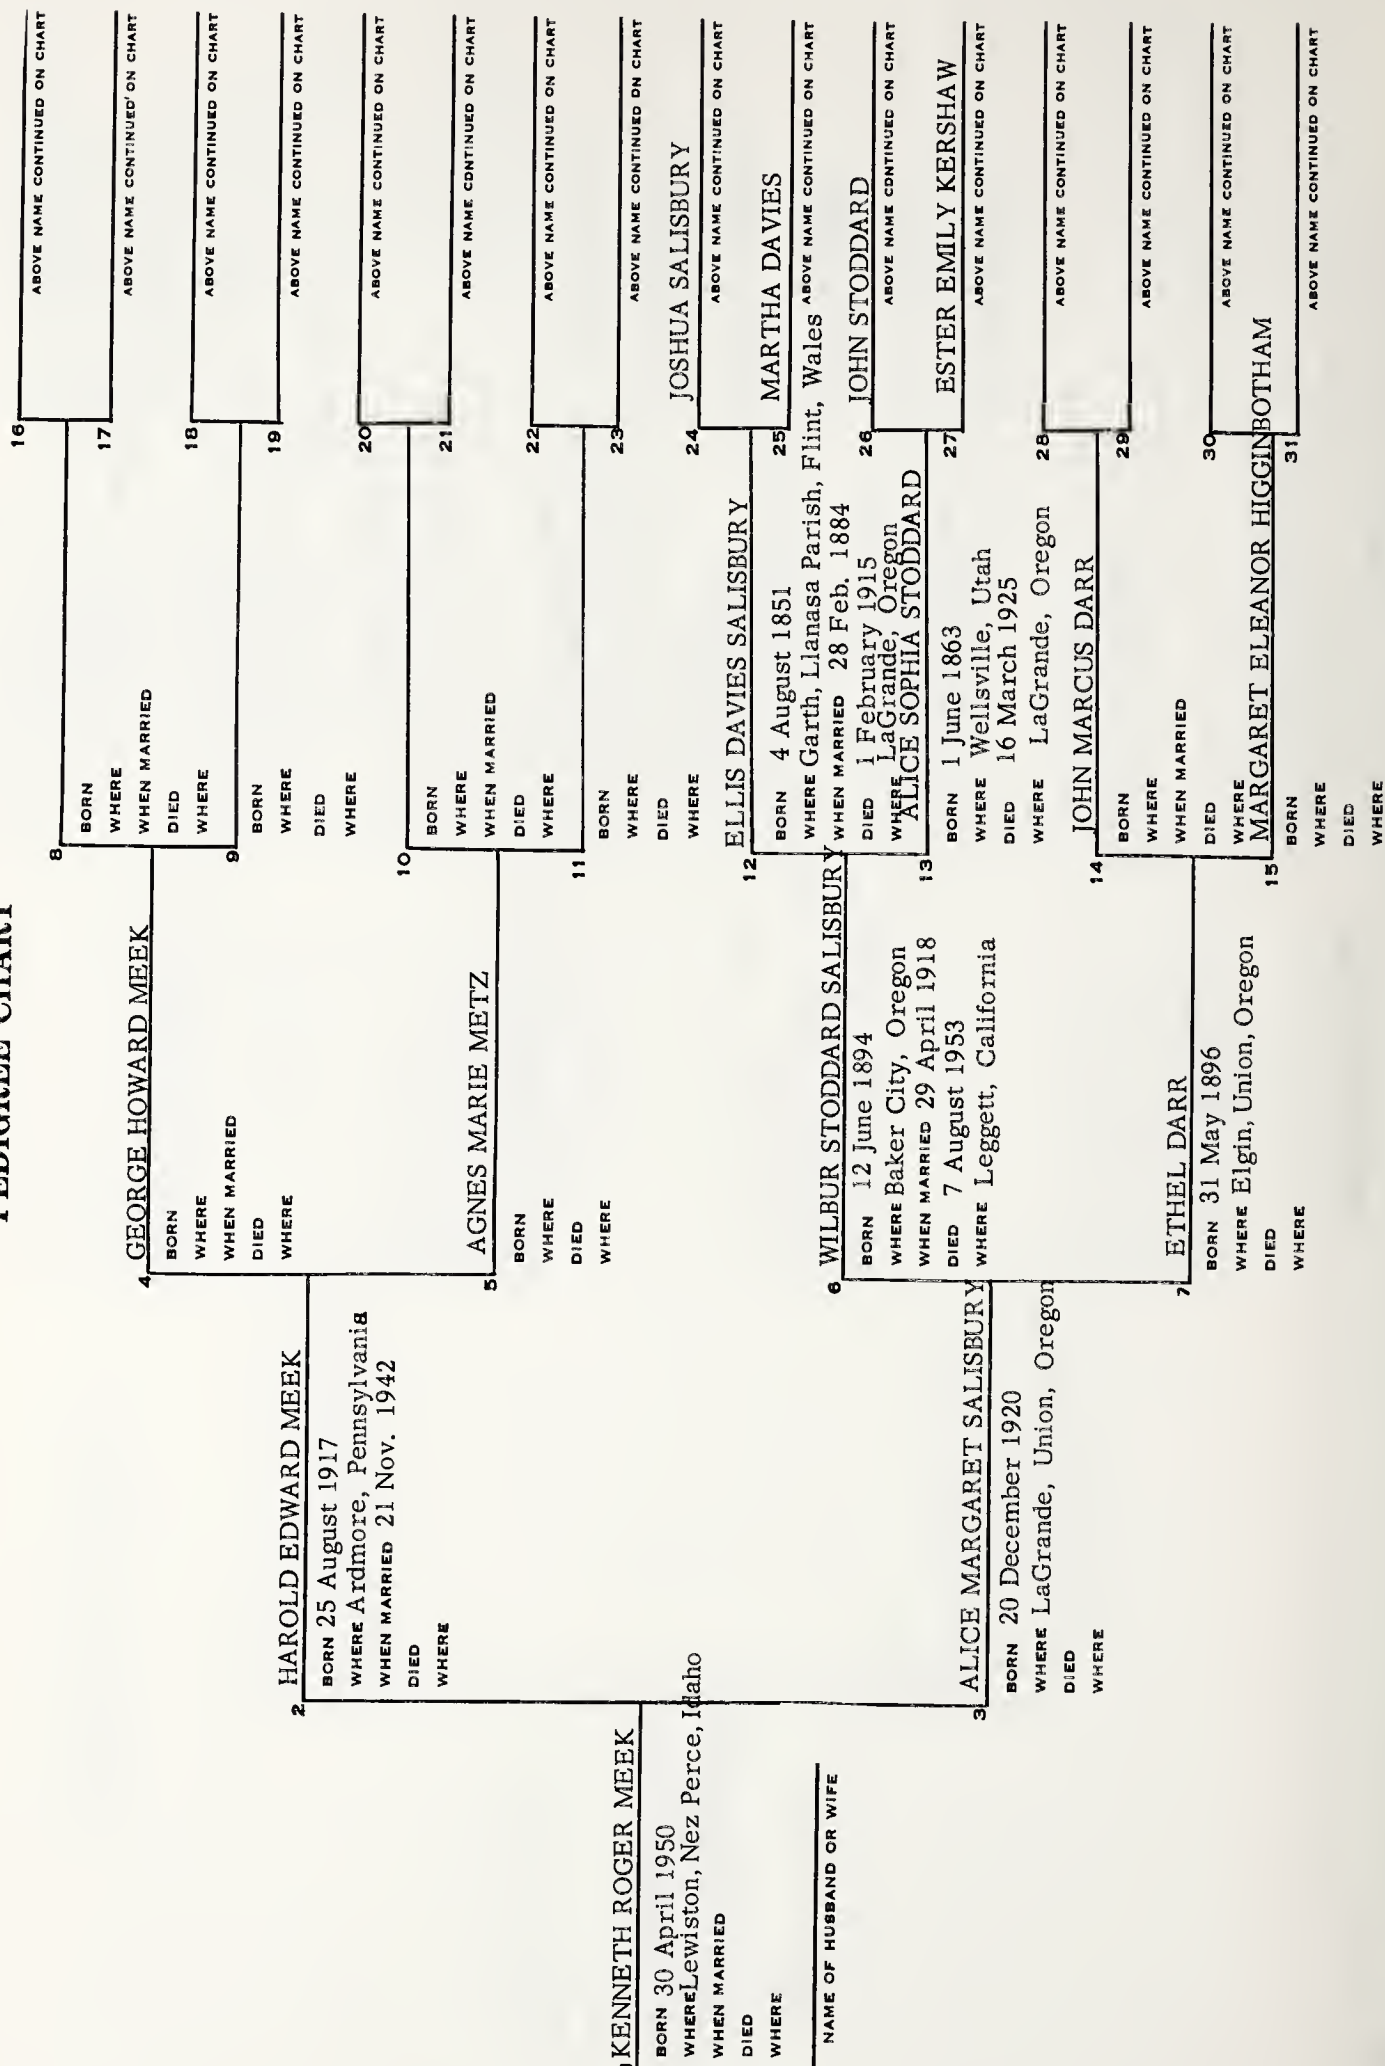 PEDIGREE CHART
KENNETH ROGER MEEK
BORN 30 April 1950
WHERE Lewiston, Nez Perce, Idaho
WHEN MARRIED
DIED
WHERE
NAME OF HUSBAND OR WIFE
2
HAROLD EDWARD MEEK
BORN 25 August 1917
WHERE Ardmore, Pennsylvania
WHEN MARRIED 21 Nov. 1942
DIED
WHERE
3
ALICE MARGARET SALISBURY
BORN 20 December 1920
WHERE LaGrande, Union, Oregon
DIED
WHERE
4
GEORGE HOWARD MEEK
BORN
WHERE
WHEN MARRIED
DIED
WHERE
5
AGNES MARIE METZ
BORN
WHERE
DIED
WHERE
6
WILBUR STODDARD SALISBURY
BORN 12 June 1894
WHERE Baker City, Oregon
WHEN MARRIED 29 April 1918
DIED 7 August 1953
WHERE Leggett, California
7
ETHEL DARR
BORN 31 May 1896
WHERE Elgin, Union, Oregon
DIED
WHERE
8
BORN
WHERE
WHEN MARRIED
DIED
WHERE
9
BORN
WHERE
DIED
WHERE
10
BORN
WHERE
WHEN MARRIED
DIED
WHERE
11
BORN
WHERE
DIED
WHERE
12
ELLIS DAVIES SALISBURY
BORN 4 August 1851
WHERE Garth, Llanasa Parish, Flint, Wales
WHEN MARRIED 28 Feb. 1884
DIED 1 February 1915
WHERE LaGrande, Oregon
13
ALICE SOPHIA STODDARD
BORN 1 June 1863
WHERE Wellsville, Utah
DIED 16 March 1925
WHERE LaGrande, Oregon
14
JOHN MARCUS DARR
BORN
WHERE
WHEN MARRIED
DIED
WHERE
15
MARGARET ELEANOR HIGGINBOTHAM
BORN
WHERE
DIED
WHERE
16
ABOVE NAME CONTINUED ON CHART
17
ABOVE NAME CONTINUED ON CHART
18
ABOVE NAME CONTINUED ON CHART
19
ABOVE NAME CONTINUED ON CHART
20
ABOVE NAME CONTINUED ON CHART
21
ABOVE NAME CONTINUED ON CHART
22
ABOVE NAME CONTINUED ON CHART
23
ABOVE NAME CONTINUED ON CHART
24
JOSHUA SALISBURY
ABOVE NAME CONTINUED ON CHART
25
MARTHA DAVIES
ABOVE NAME CONTINUED ON CHART
26
JOHN STODDARD
ABOVE NAME CONTINUED ON CHART
27
ESTER EMILY KERSHAW
ABOVE NAME CONTINUED ON CHART
28
ABOVE NAME CONTINUED ON CHART
29
ABOVE NAME CONTINUED ON CHART
30
ABOVE NAME CONTINUED ON CHART
31
ABOVE NAME CONTINUED ON CHART